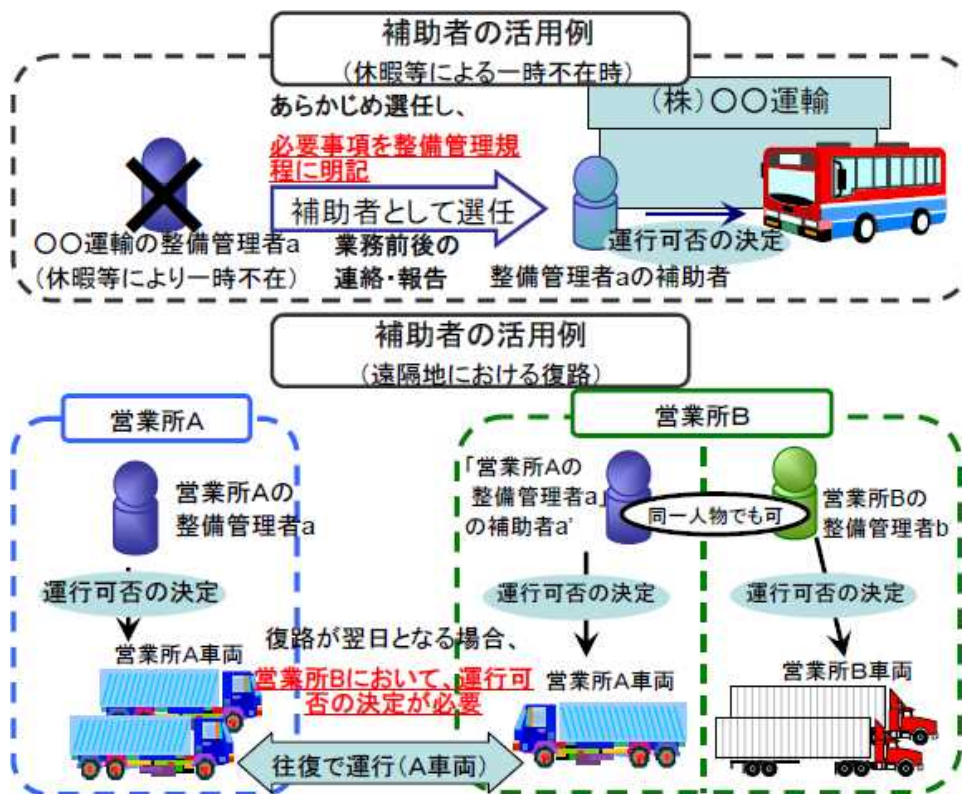 補助者の活用例
(休暇等による一時不在時)
あらかじめ選任し、
必要事項を整備管理規
程に明記
補助者として選任
業務前後の
連絡・報告
〇〇運輸の整備管理者a
(休暇等により一時不在)
(株)〇〇運輸
運行可否の決定
整備管理者aの補助者
補助者の活用例
(遠隔地における復路)
営業所A
営業所Aの
整備管理者a
運行可否の決定
営業所A車両
復路が翌日となる場合、
営業所Bにおいて、運行可
否の決定が必要
往復で運行(A車両)
営業所B
「営業所Aの
整備管理者a」
の補助者a'
同一人物でも可
営業所Bの
整備管理者b
運行可否の決定
運行可否の決定
営業所A車両
営業所B車両